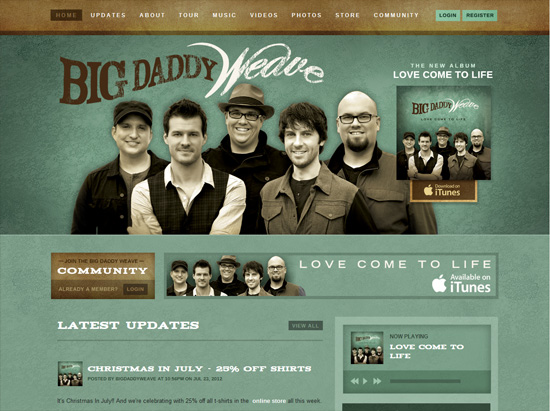 HOME UPDATES ABOUT TOUR MUSIC VIDEOS PHOTOS STORE COMMUNITY LOGIN REGISTER
BIG DADDY Weave
THE NEW ALBUM
LOVE COME TO LIFE
BIG DADDY Weave
LOVE COME TO LIFE
Download on
iTunes
JOIN THE BIG DADDY WEAVE
COMMUNITY
ALREADY A MEMBER? LOGIN
LOVE COME TO LIFE
Available on
iTunes
LATEST UPDATES
VIEW ALL
CHRISTMAS IN JULY - 25% OFF SHIRTS
POSTED BY BIGDADDYWEAVE AT 10:56PM ON JUL 23, 2012
It's Christmas In July!! And we're celebrating with 25% off all t-shirts in the online store all this week.
NOW PLAYING
LOVE COME TO
LIFE